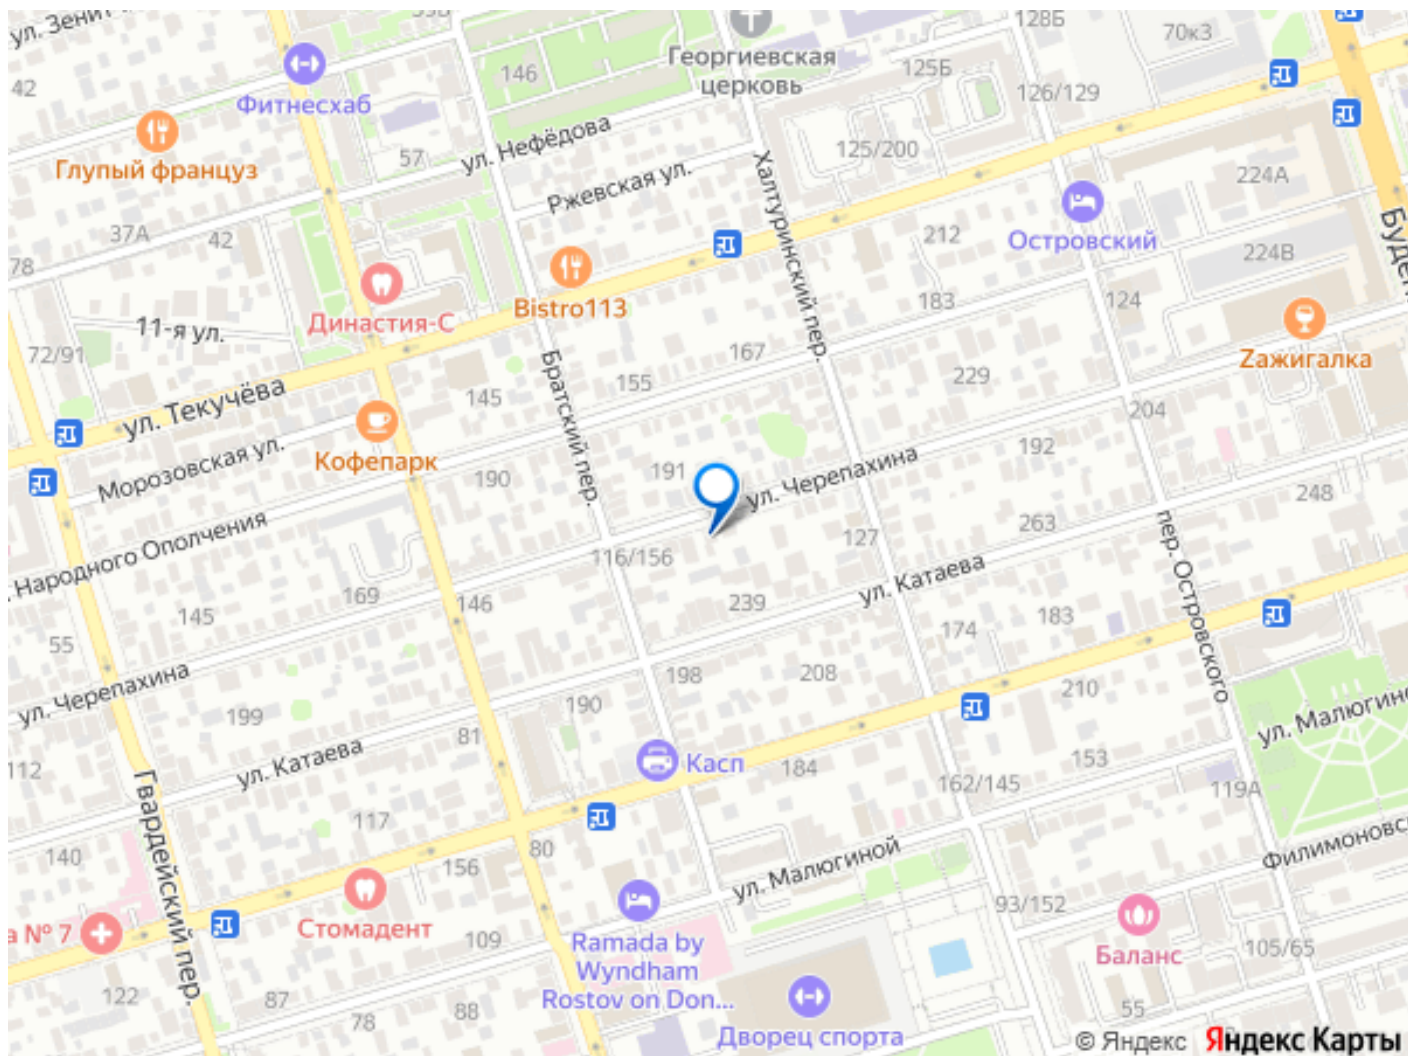 ул. Зенит
39В
128Б
70к3
Георгиевская
церковь
125Б
146
42
Фитнесхаб
126/129
57
ул. Нефёдова
125/200
Глупый француз
Ржевская ул.
Халтуринский пер.
224А
37А
42
212
Островский
224В
78
Bistro113
183
124
Династия-С
11-я ул.
72/91
167
Zажигалка
155
229
145
Братский пер.
ул. Текучёва
204
Кофепарк
Морозовская ул.
192
191
190
ул. Черепахина
248
Народного Ополчения
263
127
пер. Островского
116/156
ул. Катаева
169
146
239
145
183
174
55
198
208
210
ул. Черепахина
190
199
ул. Малюгино
81
ул. Катаева
153
112
Касп
184
162/145
119А
Гвардейский пер.
117
140
80
156
ул. Малюгиной
Филимоновс
93/152
Стомадент
а № 7
109
Ramada by
Wyndham
Rostov on Don...
Баланс
105/65
122
87
88
78
55
Дворец спорта
© Яндекс Яндекс Карты